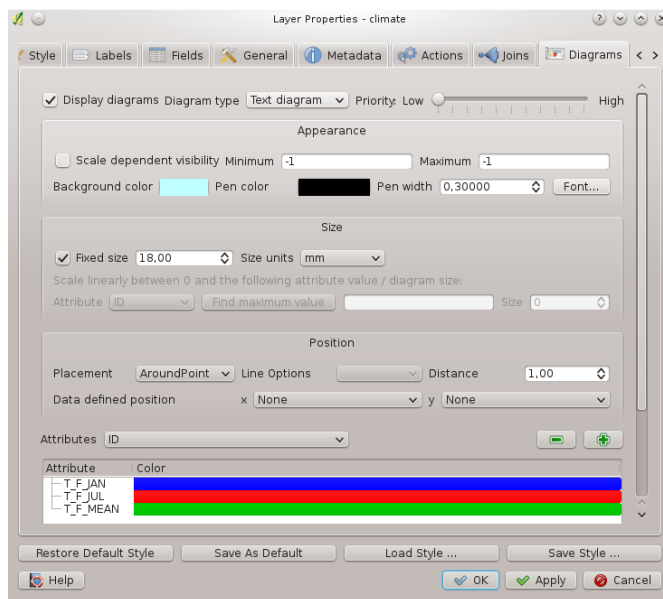 Layer Properties - climate
Style Labels Fields General Metadata Actions Joins Diagrams
Display diagrams Diagram type Text diagram Priority: Low High
Appearance
Scale dependent visibility Minimum -1 Maximum -1
Background color Pen color Pen width 0,30000 Font...
Size
Fixed size 18,00 Size units mm
Scale linearly between 0 and the following attribute value / diagram size:
Attribute ID Find maximum value Size 0
Position
Placement AroundPoint Line Options Distance 1,00
Data defined position x None y None
Attributes ID
Attribute Color
T_F_JAN
T_F_JUL
T_F_MEAN
Restore Default Style Save As Default Load Style ... Save Style ...
Help OK Apply Cancel